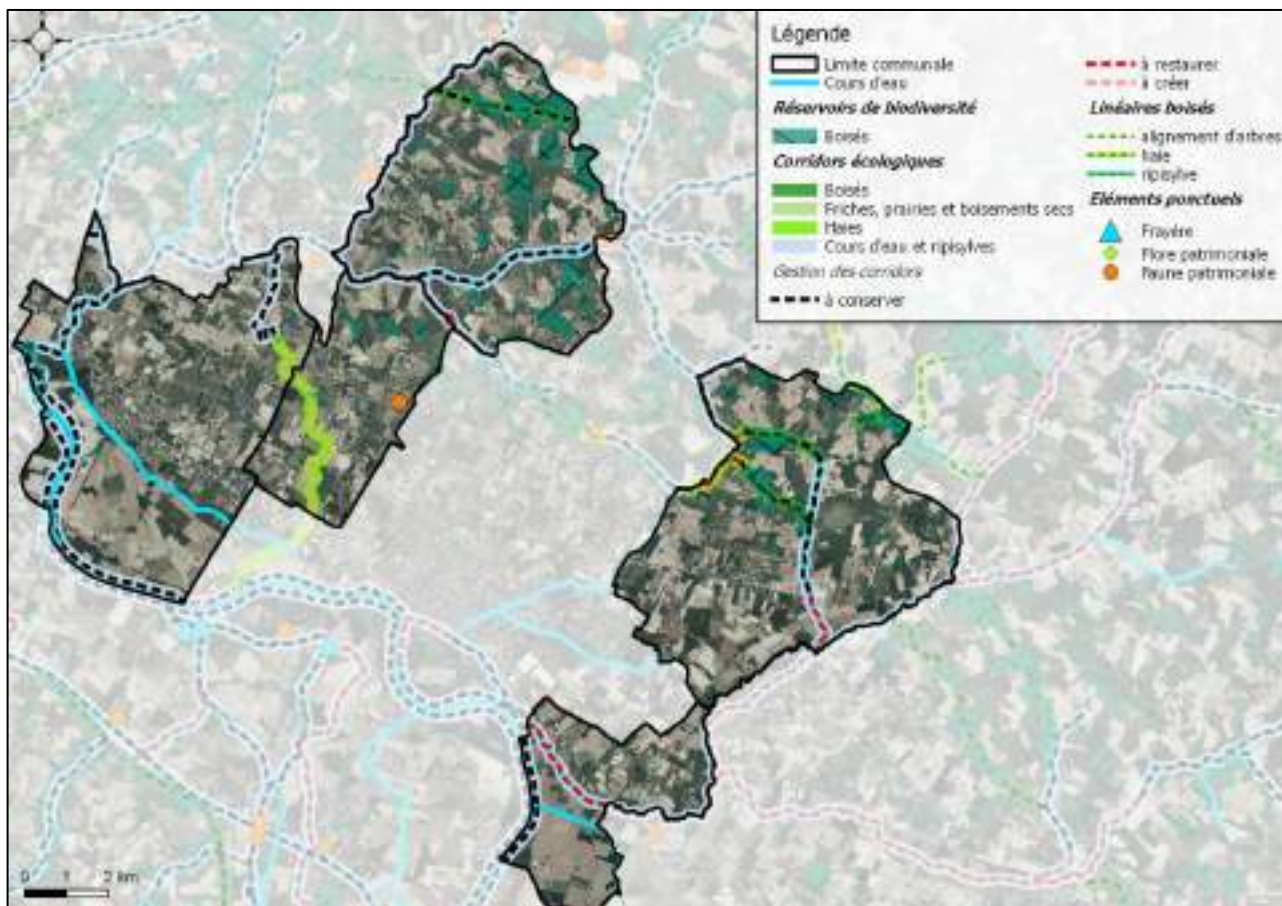 Légende
Limite communale
Cours d'eau
Réservoirs de biodiversité
Boisés
Corridors écologiques
Boisés
Friches, prairies et boisements secs
Haies
Cours d'eau et ripisylves
Gestion des corridors
à conserver
à restaurer
à créer
Linéaires boisés
alignement d'arbres
haie
ripisylve
Eléments ponctuels
Frayère
Flore patrimoniale
Faune patrimoniale
0 1 2 km